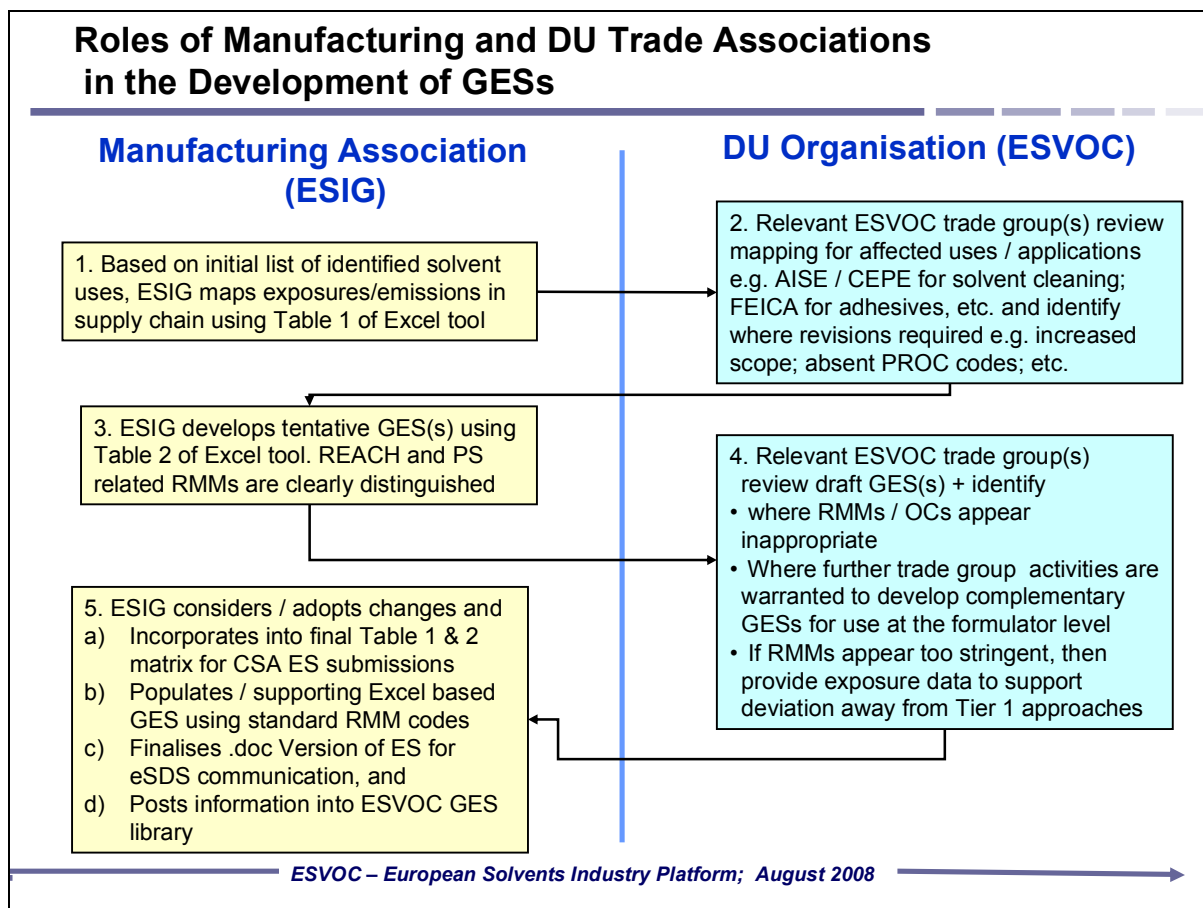 Roles of Manufacturing and DU Trade Associations
in the Development of GESs
Manufacturing Association
(ESIG)
DU Organisation (ESVOC)
1. Based on initial list of identified solvent
uses, ESIG maps exposures/emissions in
supply chain using Table 1 of Excel tool
2. Relevant ESVOC trade group(s) review
mapping for affected uses / applications
e.g. AISE / CEPE for solvent cleaning;
FEICA for adhesives, etc. and identify
where revisions required e.g. increased
scope; absent PROC codes; etc.
3. ESIG develops tentative GES(s) using
Table 2 of Excel tool. REACH and PS
related RMMs are clearly distinguished
4. Relevant ESVOC trade group(s)
review draft GES(s) + identify
• where RMMs / OCs appear
inappropriate
• Where further trade group activities are
warranted to develop complementary
GESs for use at the formulator level
• If RMMs appear too stringent, then
provide exposure data to support
deviation away from Tier 1 approaches
5. ESIG considers / adopts changes and
a) Incorporates into final Table 1 & 2
matrix for CSA ES submissions
b) Populates / supporting Excel based
GES using standard RMM codes
c) Finalises .doc Version of ES for
eSDS communication, and
d) Posts information into ESVOC GES
library
ESVOC – European Solvents Industry Platform; August 2008